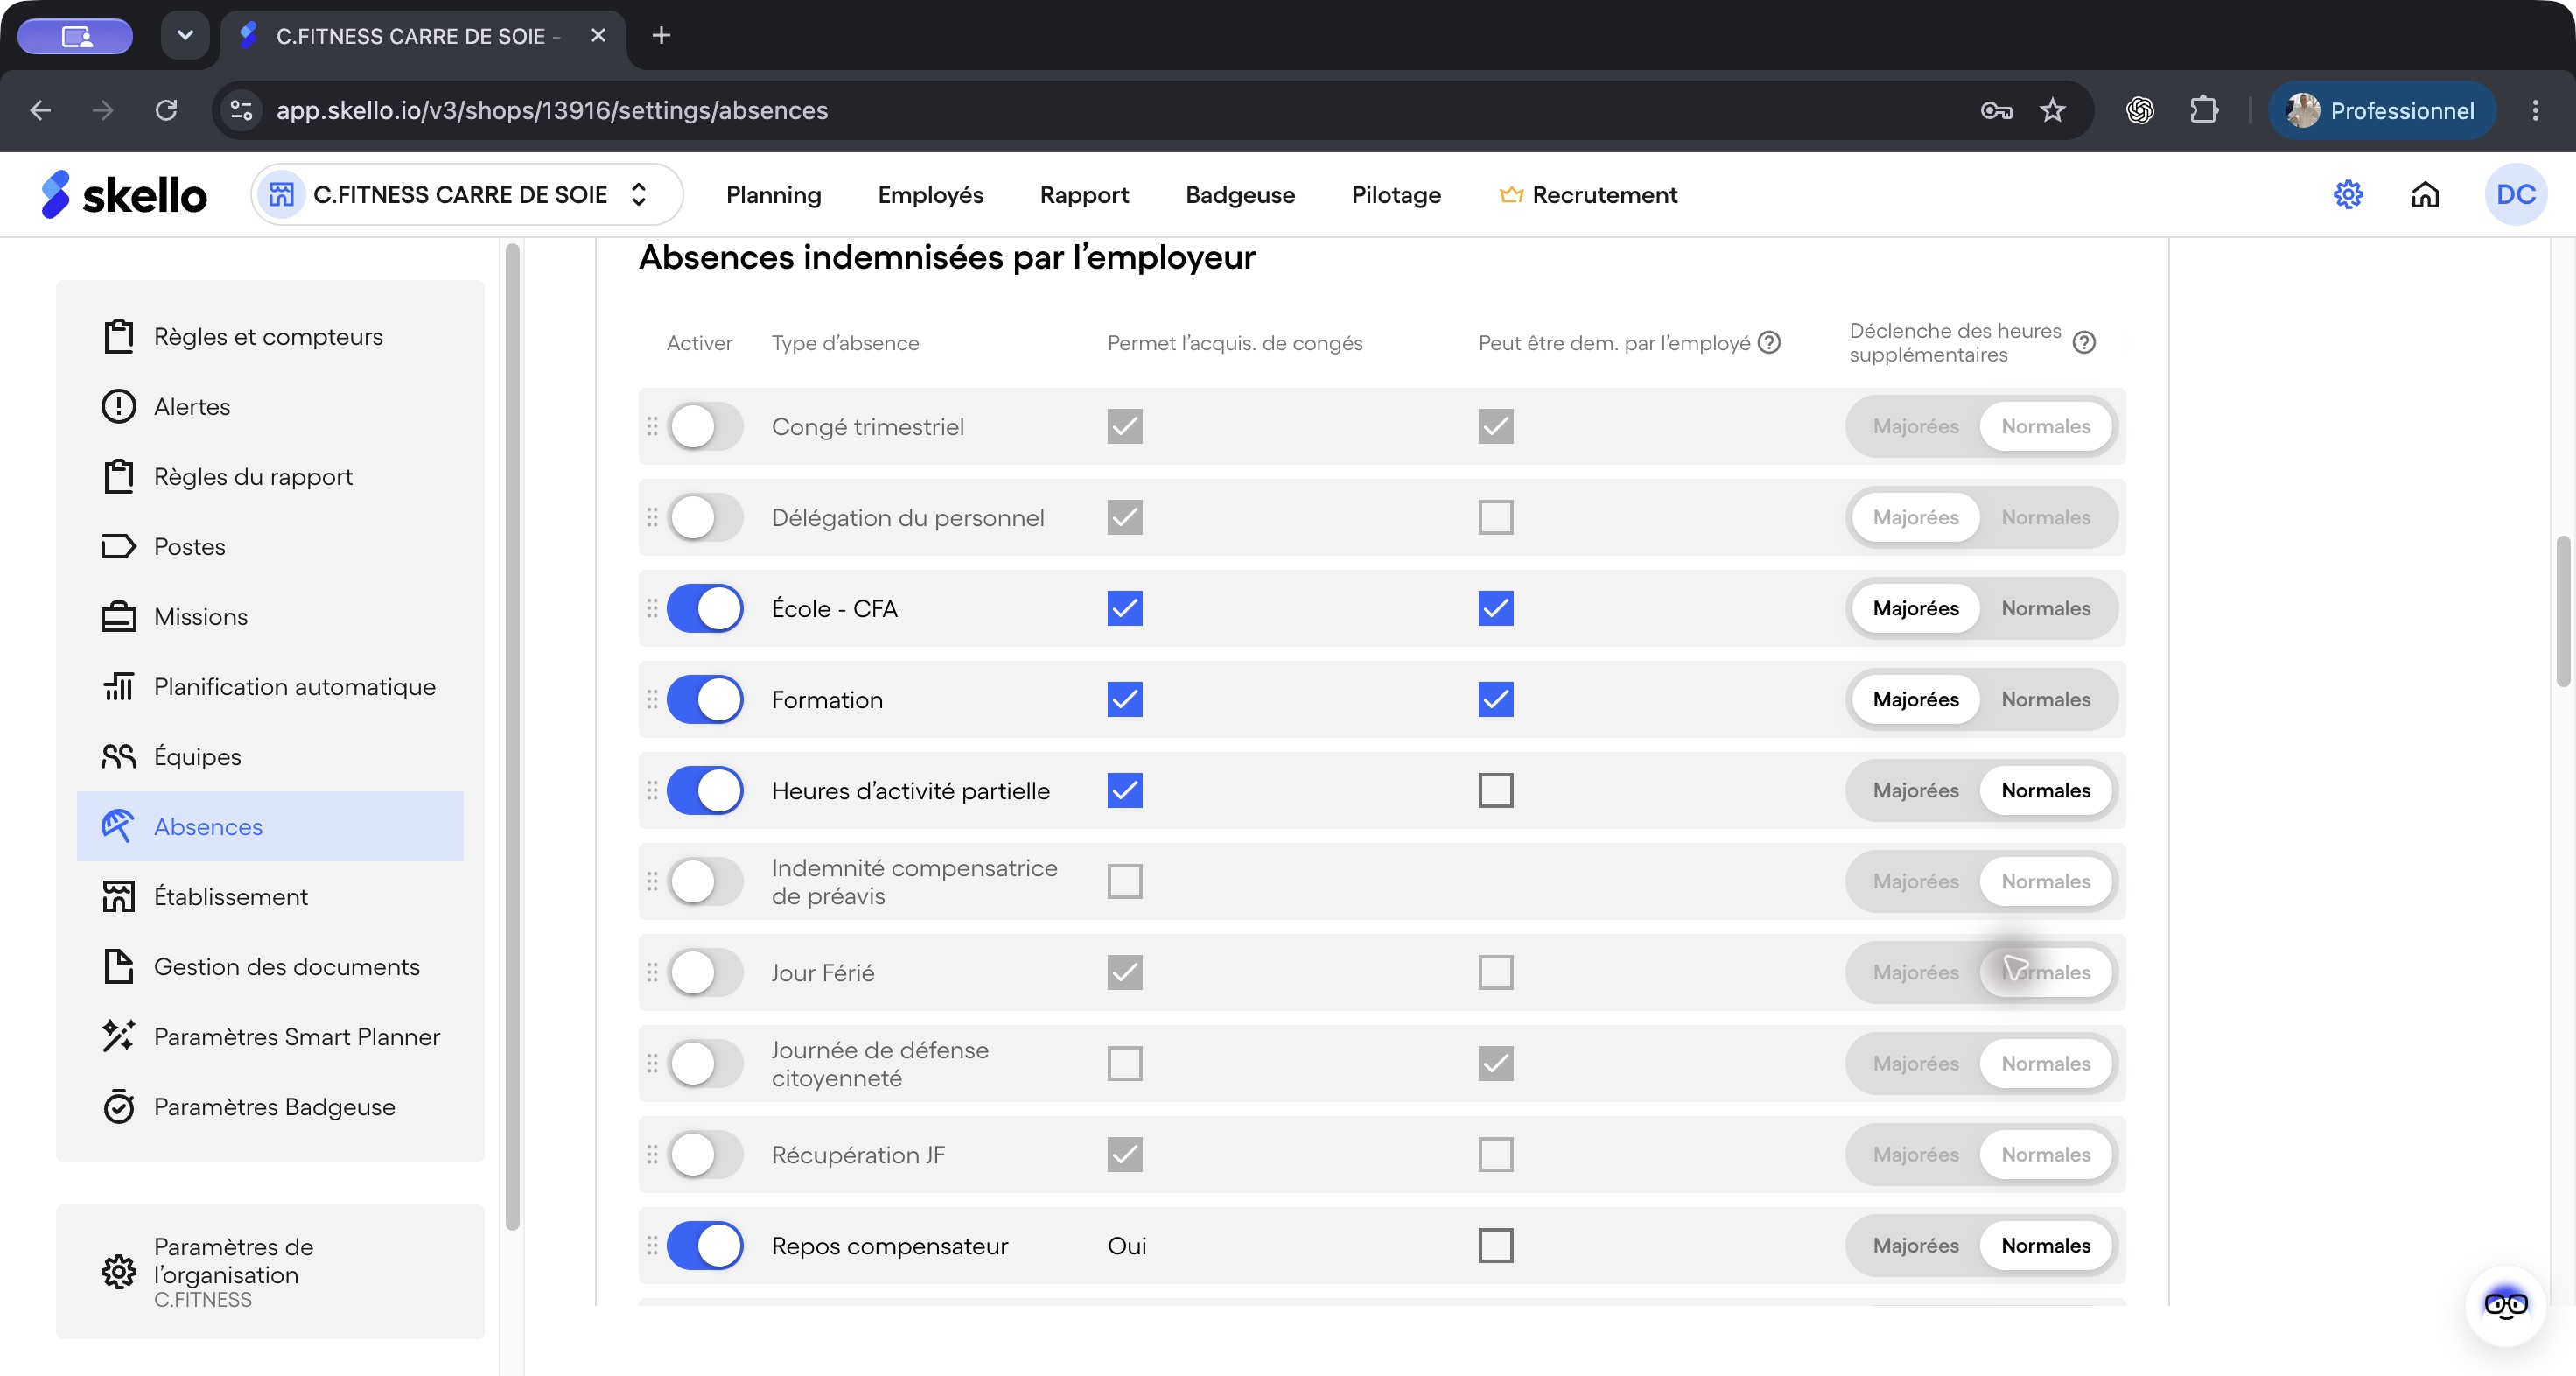 C.FITNESS CARRE DE SOIE -
app.skello.io/v3/shops/13916/settings/absences
Professionnel
skello
C.FITNESS CARRE DE SOIE
Planning
Employés
Rapport
Badgeuse
Pilotage
Recrutement
DC
Règles et compteurs
Alertes
Règles du rapport
Postes
Missions
Planification automatique
Équipes
Absences
Établissement
Gestion des documents
Paramètres Smart Planner
Paramètres Badgeuse
Paramètres de
l'organisation
C.FITNESS
Absences indemnisées par l'employeur
Activer
Type d'absence
Permet l'acquis. de congés
Peut être dem. par l'employé
Déclenche des heures
supplémentaires
Congé trimestriel
Majorées
Normales
Délégation du personnel
Majorées
Normales
École - CFA
Majorées
Normales
Formation
Majorées
Normales
Heures d'activité partielle
Majorées
Normales
Indemnité compensatrice
de préavis
Majorées
Normales
Jour Férié
Majorées
Normales
Journée de défense
citoyenneté
Majorées
Normales
Récupération JF
Majorées
Normales
Repos compensateur
Oui
Majorées
Normales